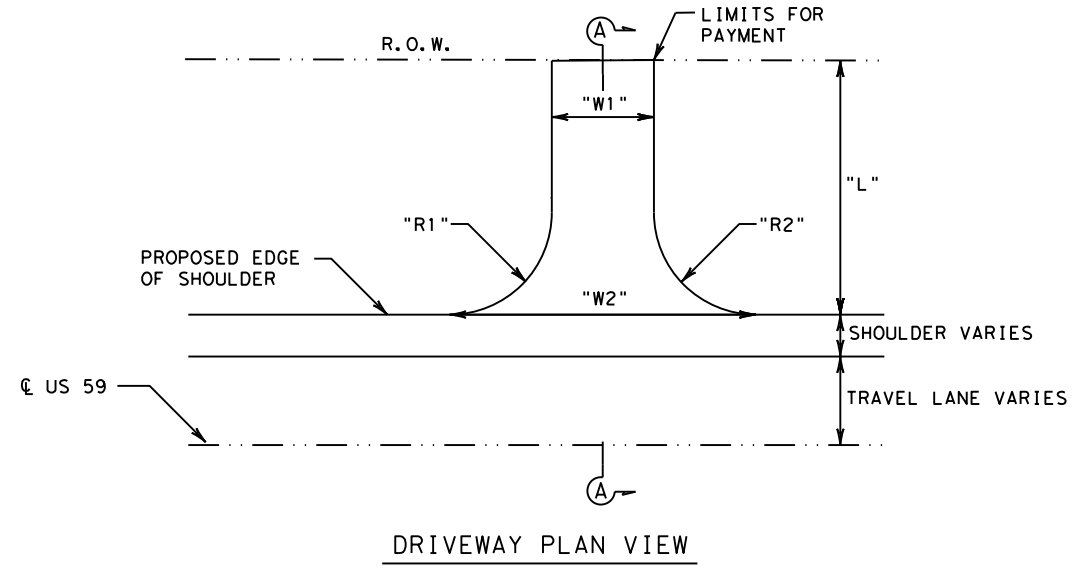 LIMITS FOR
PAYMENT
A
R.O.W.
"W1"
"L"
"R1"
"R2"
PROPOSED EDGE
OF SHOULDER
"W2"
SHOULDER VARIES
℄ US 59
TRAVEL LANE VARIES
A
DRIVEWAY PLAN VIEW